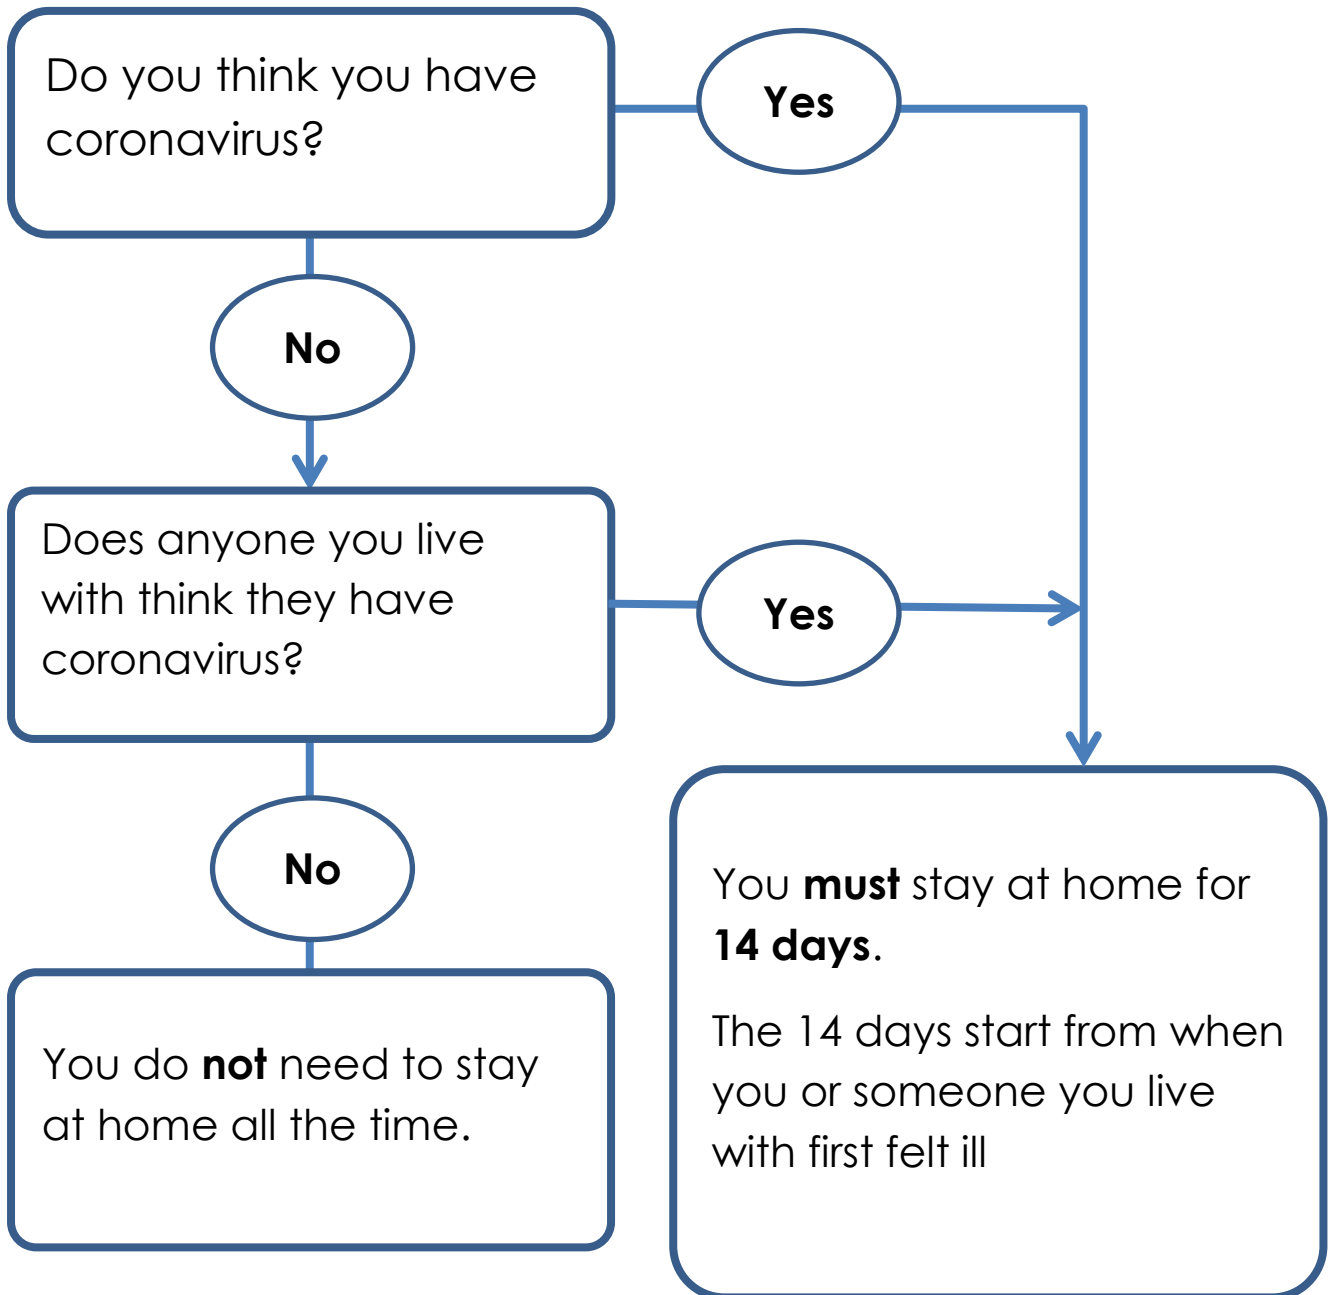 Do you think you have
coronavirus?
Yes
No
Does anyone you live
with think they have
coronavirus?
Yes
No
You do not need to stay
at home all the time.
You must stay at home for
14 days.
The 14 days start from when
you or someone you live
with first felt ill